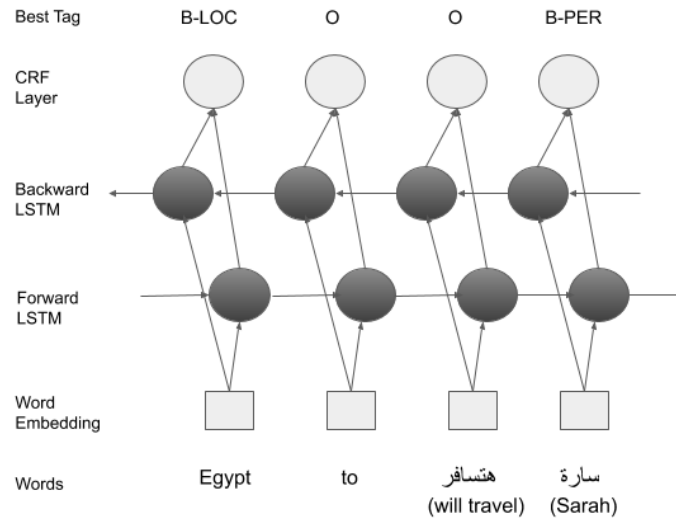 Best Tag B-LOC O O B-PER
CRF
Layer
Backward
LSTM
Forward
LSTM
Word
Embedding
Words Egypt to هتسافر سارة
(will travel) (Sarah)